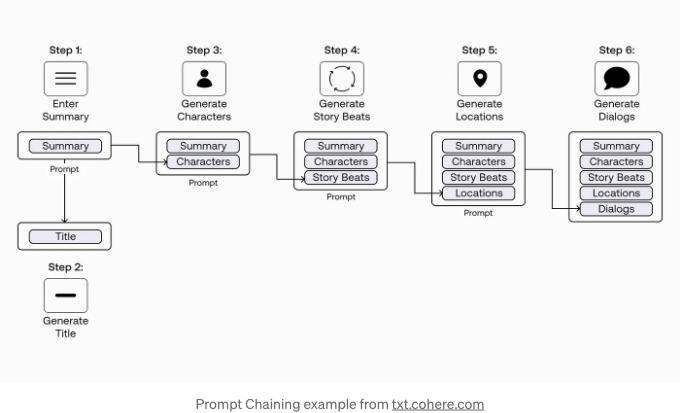 Step 1:
Enter
Summary
Summary
Prompt
Title
Step 2:
Generate
Title
Step 3:
Generate
Characters
Summary
Characters
Prompt
Step 4:
Generate
Story Beats
Summary
Characters
Story Beats
Prompt
Step 5:
Generate
Locations
Summary
Characters
Story Beats
Locations
Prompt
Step 6:
Generate
Dialogs
Summary
Characters
Story Beats
Locations
Dialogs
Prompt Chaining example from txt.cohere.com